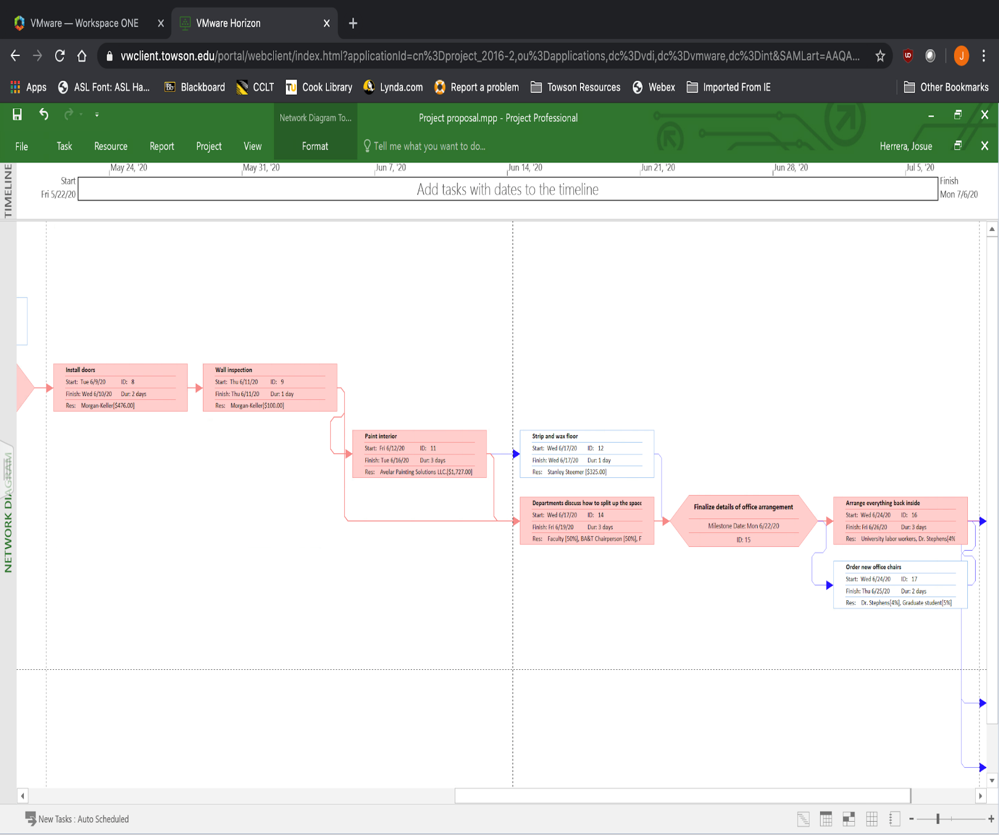 VMware — Workspace ONE
VMware Horizon
vwclient.towson.edu/portal/webclient/index.html?applicationId=cn%3Dproject_2016-2,ou%3Dapplications,dc%3Dvdi,dc%3Dvmware,dc%3Dint&SAMLart=AAQA...
J
Apps
ASL Font: ASL Ha...
Bb Blackboard
CCLT
TU Cook Library
Lynda.com
Report a problem
Towson Resources
Webex
Imported From IE
Other Bookmarks
Network Diagram To...
Project proposal.mpp - Project Professional
File
Task
Resource
Report
Project
View
Format
Tell me what you want to do...
Herrera, Josue
TIMELINE
May 24, '20
May 31, '20
Jun 7, '20
Jun 14, '20
Jun 21, '20
Jun 28, '20
Jul 5, '20
Start
Fri 5/22/20
Add tasks with dates to the timeline
Finish
Mon 7/6/20
NETWORK DIAGRAM
Install doors
Start: Tue 6/9/20 ID: 8
Finish: Wed 6/10/20 Dur: 2 days
Res: Morgan-Keller[$476.00]
Wall inspection
Start: Thu 6/11/20 ID: 9
Finish: Thu 6/11/20 Dur: 1 day
Res: Morgan-Keller[$100.00]
Paint interior
Start: Fri 6/12/20 ID: 11
Finish: Tue 6/16/20 Dur: 3 days
Res: Avelar Painting Solutions LLC.[$1,727.00]
Strip and wax floor
Start: Wed 6/17/20 ID: 12
Finish: Wed 6/17/20 Dur: 1 day
Res: Stanley Steemer [$325.00]
Departments discuss how to split up the space
Start: Wed 6/17/20 ID: 14
Finish: Fri 6/19/20 Dur: 3 days
Res: Faculty [50%], BA&T Chairperson [50%], F
Finalize details of office arrangement
Milestone Date: Mon 6/22/20
ID: 15
Arrange everything back inside
Start: Wed 6/24/20 ID: 16
Finish: Fri 6/26/20 Dur: 3 days
Res: University labor workers, Dr. Stephens[4%
Order new office chairs
Start: Wed 6/24/20 ID: 17
Finish: Thu 6/25/20 Dur: 2 days
Res: Dr. Stephens[4%], Graduate student[5%]
New Tasks : Auto Scheduled